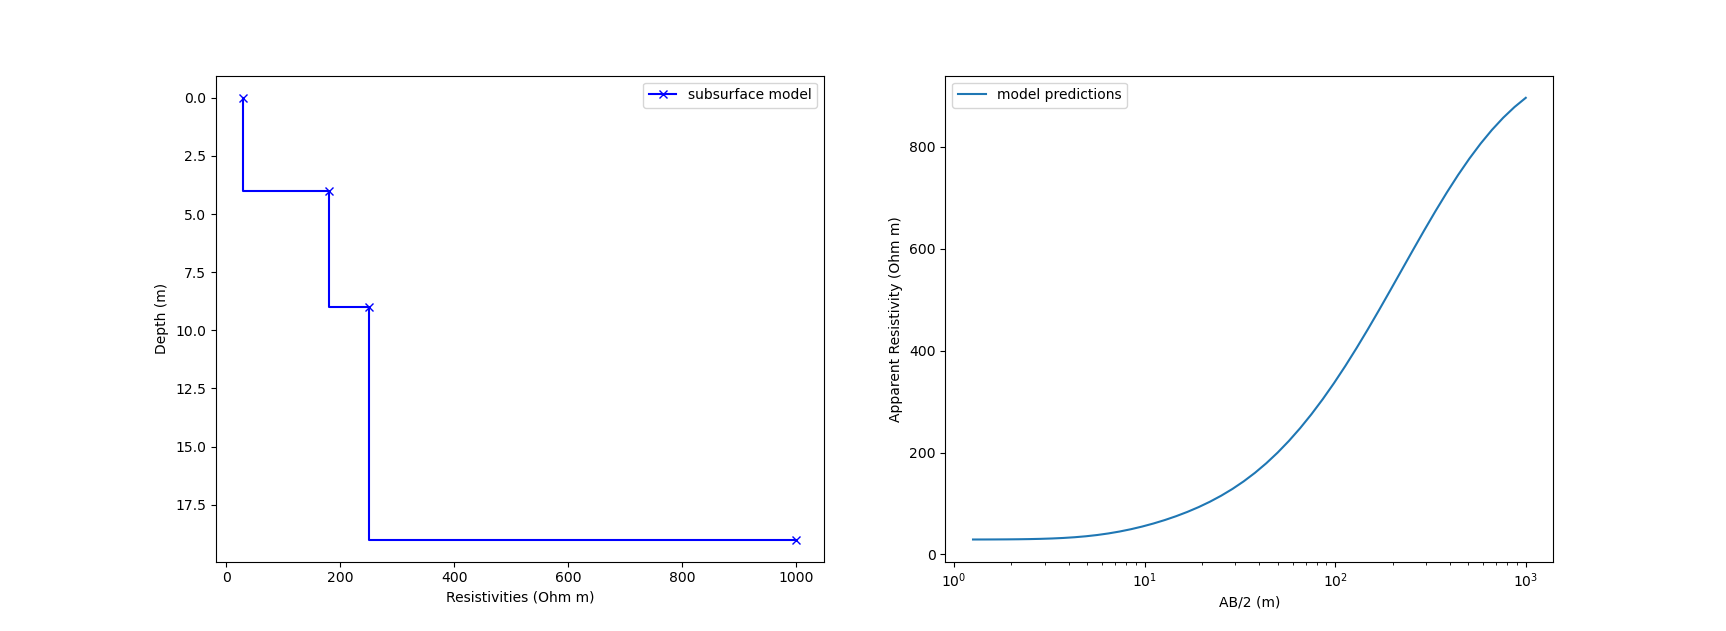 subsurface model
0.0
2.5
5.0
7.5
10.0
12.5
15.0
17.5
Depth (m)
0 200 400 600 800 1000
Resistivities (Ohm m)
model predictions
800
600
400
200
0
Apparent Resistivity (Ohm m)
10⁰ 10¹ 10² 10³
AB/2 (m)